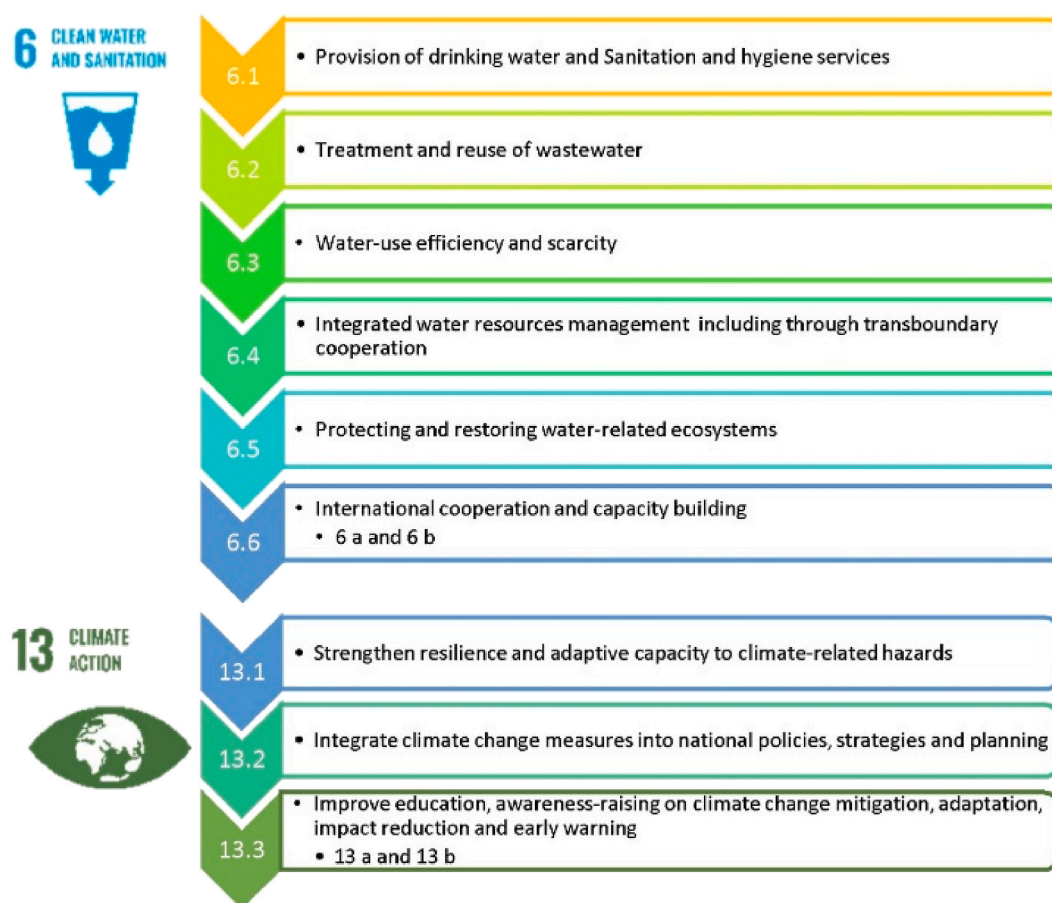 6 CLEAN WATER
AND SANITATION
6.1
• Provision of drinking water and Sanitation and hygiene services
6.2
• Treatment and reuse of wastewater
6.3
• Water-use efficiency and scarcity
6.4
• Integrated water resources management including through transboundary
cooperation
6.5
• Protecting and restoring water-related ecosystems
6.6
• International cooperation and capacity building
• 6 a and 6 b
13 CLIMATE
ACTION
13.1
• Strengthen resilience and adaptive capacity to climate-related hazards
13.2
• Integrate climate change measures into national policies, strategies and planning
13.3
• Improve education, awareness-raising on climate change mitigation, adaptation,
impact reduction and early warning
• 13 a and 13 b